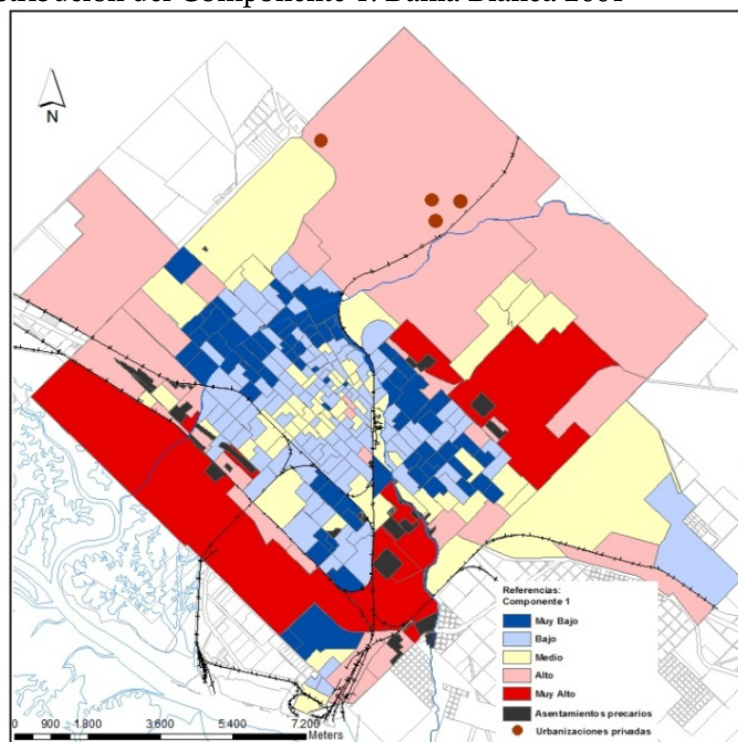 Distribución del Componente 1. Bahía Blanca 2001
N
Referencias:
Componente 1
Muy Bajo
Bajo
Medio
Alto
Muy Alto
Asentamientos precarios
Urbanizaciones privadas
0 900 1.800 3.600 5.400 7.200
Meters